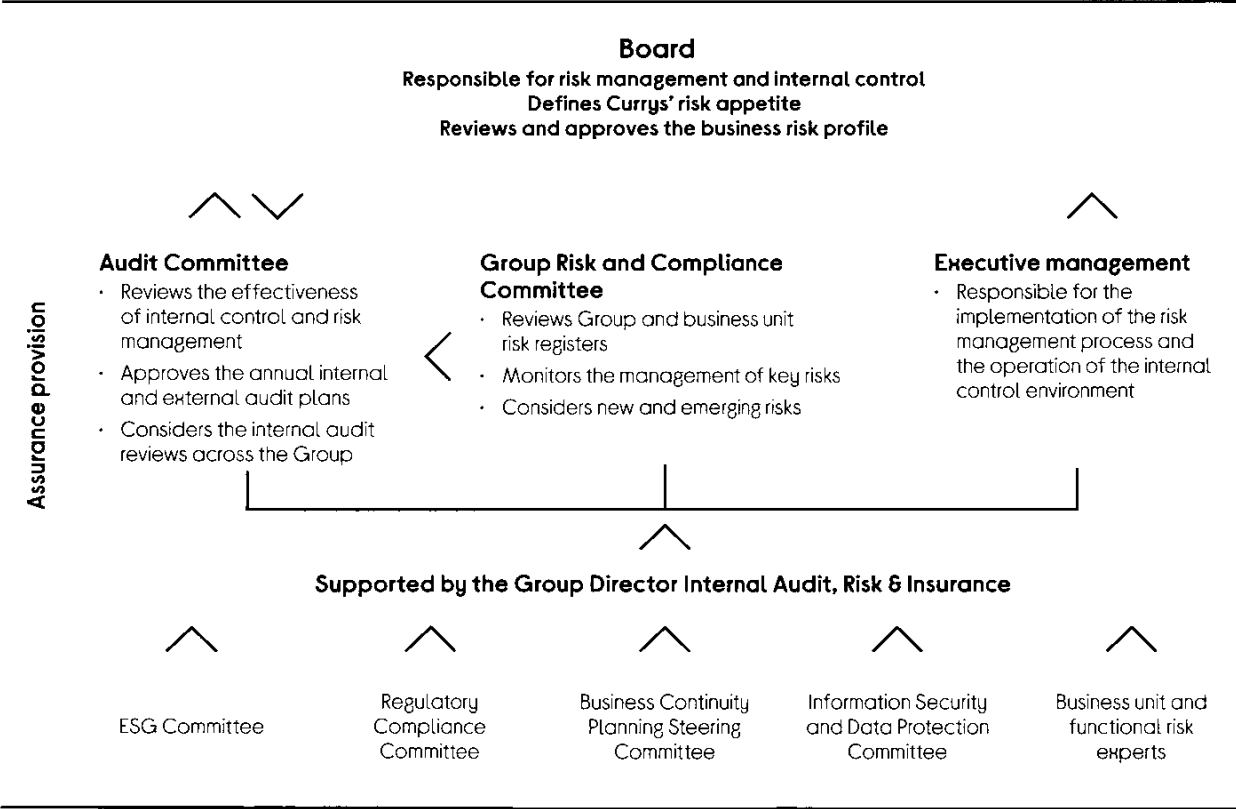 Board
Responsible for risk management and internal control
Defines Currys’ risk appetite
Reviews and approves the business risk profile
Assurance provision
Audit Committee
· Reviews the effectiveness
of internal control and risk
management
· Approves the annual internal
and external audit plans
· Considers the internal audit
reviews across the Group
Group Risk and Compliance
Committee
· Reviews Group and business unit
risk registers
· Monitors the management of key risks
· Considers new and emerging risks
Executive management
· Responsible for the
implementation of the risk
management process and
the operation of the internal
control environment
Supported by the Group Director Internal Audit, Risk & Insurance
ESG Committee
Regulatory
Compliance
Committee
Business Continuity
Planning Steering
Committee
Information Security
and Data Protection
Committee
Business unit and
functional risk
experts